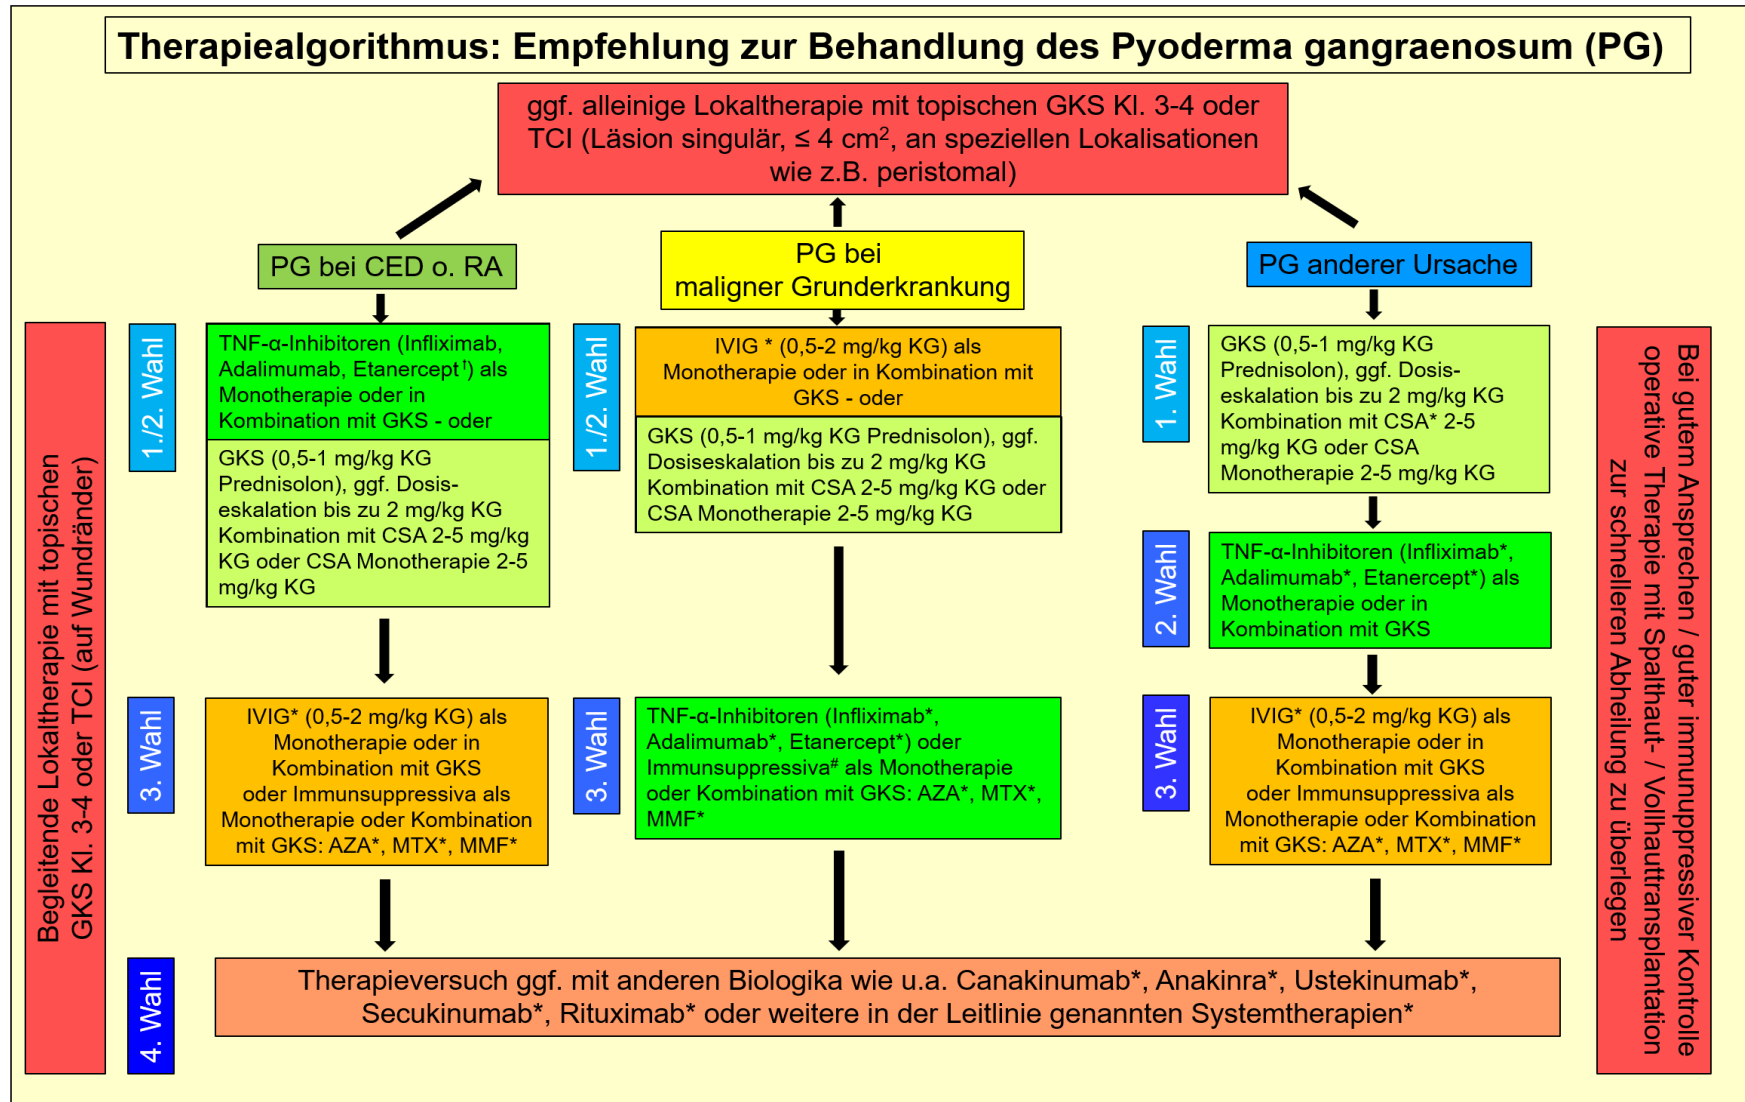 Therapiealgorithmus: Empfehlung zur Behandlung des Pyoderma gangraenosum (PG)
ggf. alleinige Lokaltherapie mit topischen GKS Kl. 3-4 oder
TCI (Läsion singulär, ≤ 4 cm², an speziellen Lokalisationen
wie z.B. peristomal)
PG bei CED o. RA
PG bei
maligner Grunderkrankung
PG anderer Ursache
Begleitende Lokaltherapie mit topischen
GKS Kl. 3-4 oder TCI (auf Wundränder)
1./2. Wahl
TNF-α-Inhibitoren (Infliximab,
Adalimumab, Etanercept†) als
Monotherapie oder in
Kombination mit GKS - oder
GKS (0,5-1 mg/kg KG
Prednisolon), ggf. Dosis-
eskalation bis zu 2 mg/kg KG
Kombination mit CSA 2-5 mg/kg
KG oder CSA Monotherapie 2-5
mg/kg KG
3. Wahl
IVIG* (0,5-2 mg/kg KG) als
Monotherapie oder in
Kombination mit GKS
oder Immunsuppressiva als
Monotherapie oder Kombination
mit GKS: AZA*, MTX*, MMF*
1./2. Wahl
IVIG * (0,5-2 mg/kg KG) als
Monotherapie oder in Kombination mit
GKS - oder
GKS (0,5-1 mg/kg KG Prednisolon), ggf.
Dosiseskalation bis zu 2 mg/kg KG
Kombination mit CSA 2-5 mg/kg KG oder
CSA Monotherapie 2-5 mg/kg KG
3. Wahl
TNF-α-Inhibitoren (Infliximab*,
Adalimumab*, Etanercept*) oder
Immunsuppressiva# als Monotherapie
oder Kombination mit GKS: AZA*, MTX*,
MMF*
1. Wahl
GKS (0,5-1 mg/kg KG
Prednisolon), ggf. Dosis-
eskalation bis zu 2 mg/kg KG
Kombination mit CSA* 2-5
mg/kg KG oder CSA
Monotherapie 2-5 mg/kg KG
2. Wahl
TNF-α-Inhibitoren (Infliximab*,
Adalimumab*, Etanercept*) als
Monotherapie oder in
Kombination mit GKS
3. Wahl
IVIG* (0,5-2 mg/kg KG) als
Monotherapie oder in
Kombination mit GKS
oder Immunsuppressiva als
Monotherapie oder Kombination
mit GKS: AZA*, MTX*, MMF*
4. Wahl
Therapieversuch ggf. mit anderen Biologika wie u.a. Canakinumab*, Anakinra*, Ustekinumab*,
Secukinumab*, Rituximab* oder weitere in der Leitlinie genannten Systemtherapien*
Bei gutem Ansprechen / guter immunuppressiver Kontrolle
operative Therapie mit Spalthaut- / Vollhauttransplantation
zur schnelleren Abheilung zu überlegen